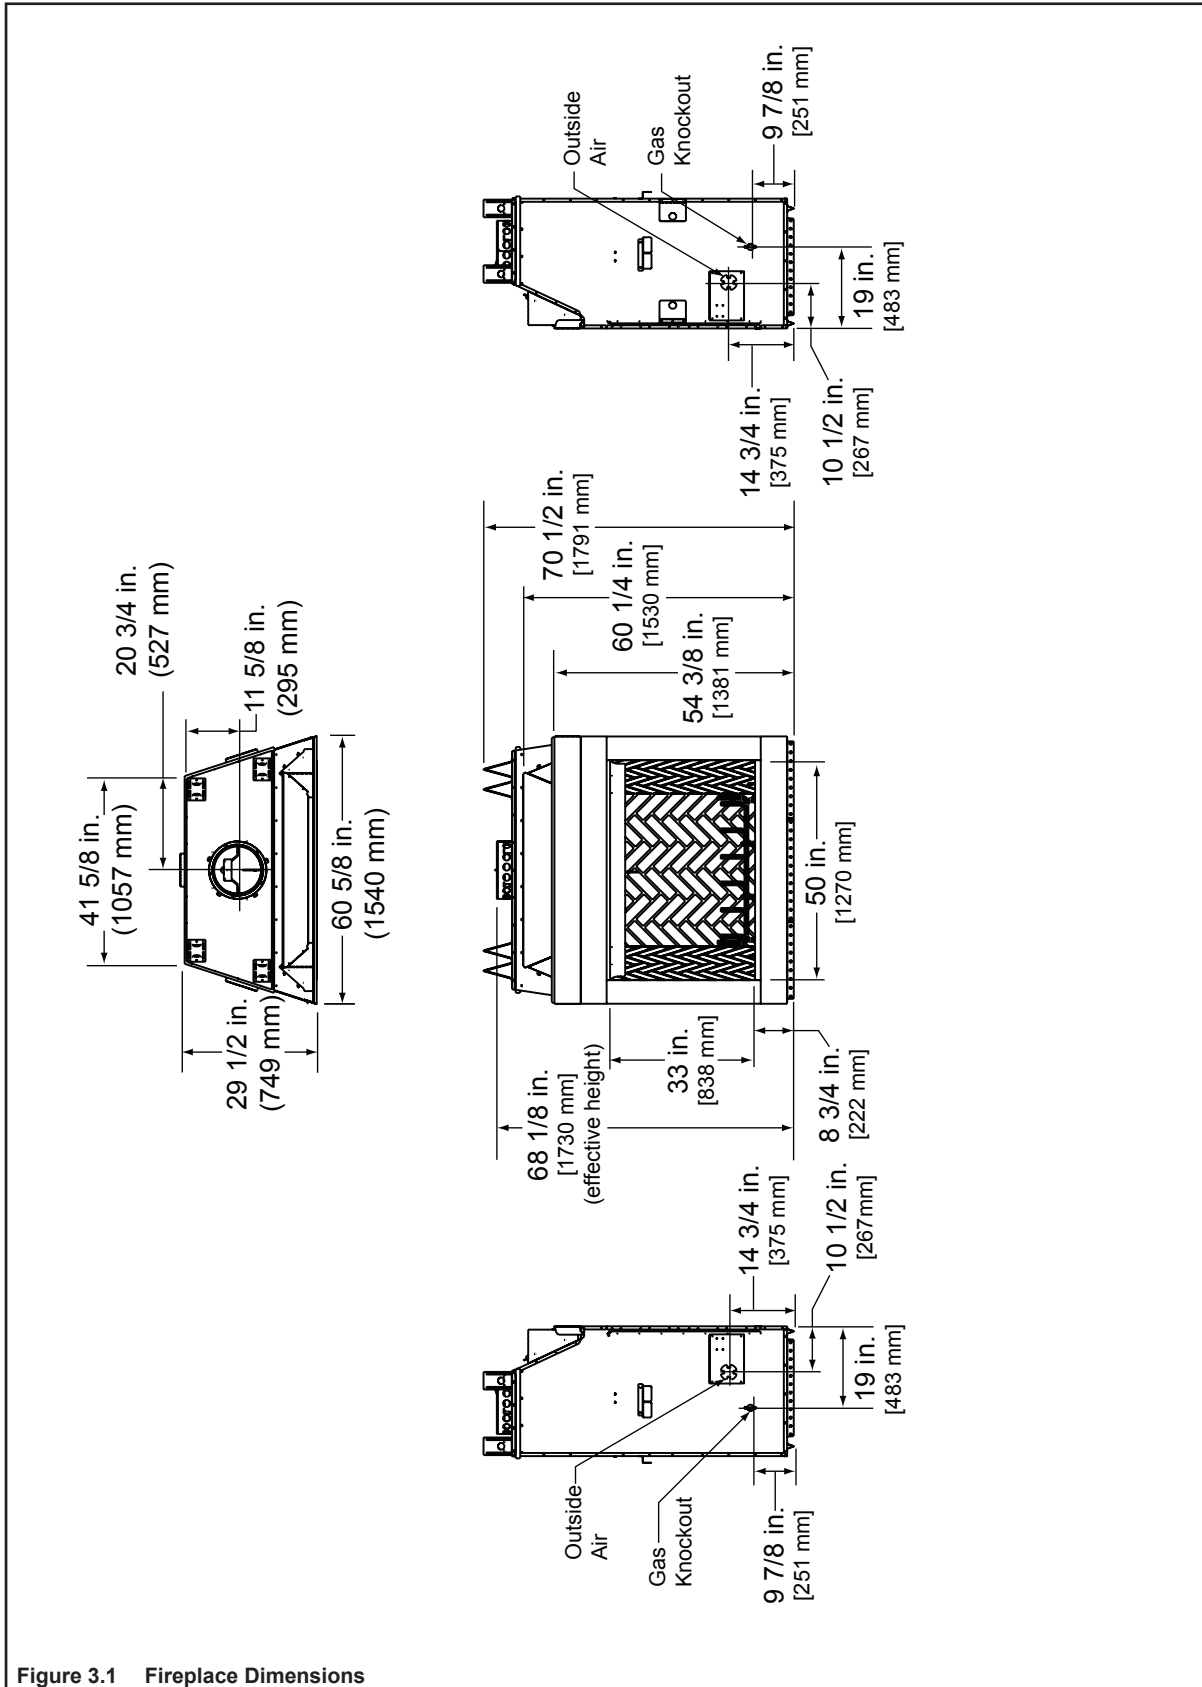 41 5/8 in.
(1057 mm)
20 3/4 in.
(527 mm)
11 5/8 in.
(295 mm)
29 1/2 in.
(749 mm)
60 5/8 in.
(1540 mm)
Outside
Air
Gas
Knockout
9 7/8 in.
[251 mm]
14 3/4 in.
[375 mm]
10 1/2 in.
[267mm]
19 in.
[483 mm]
68 1/8 in.
[1730 mm]
(effective height)
33 in.
[838 mm]
8 3/4 in.
[222 mm]
50 in.
[1270 mm]
54 3/8 in.
[1381 mm]
60 1/4 in.
[1530 mm]
70 1/2 in.
[1791 mm]
14 3/4 in.
[375 mm]
10 1/2 in.
[267 mm]
19 in.
[483 mm]
Outside
Air
Gas
Knockout
9 7/8 in.
[251 mm]
Figure 3.1 Fireplace Dimensions